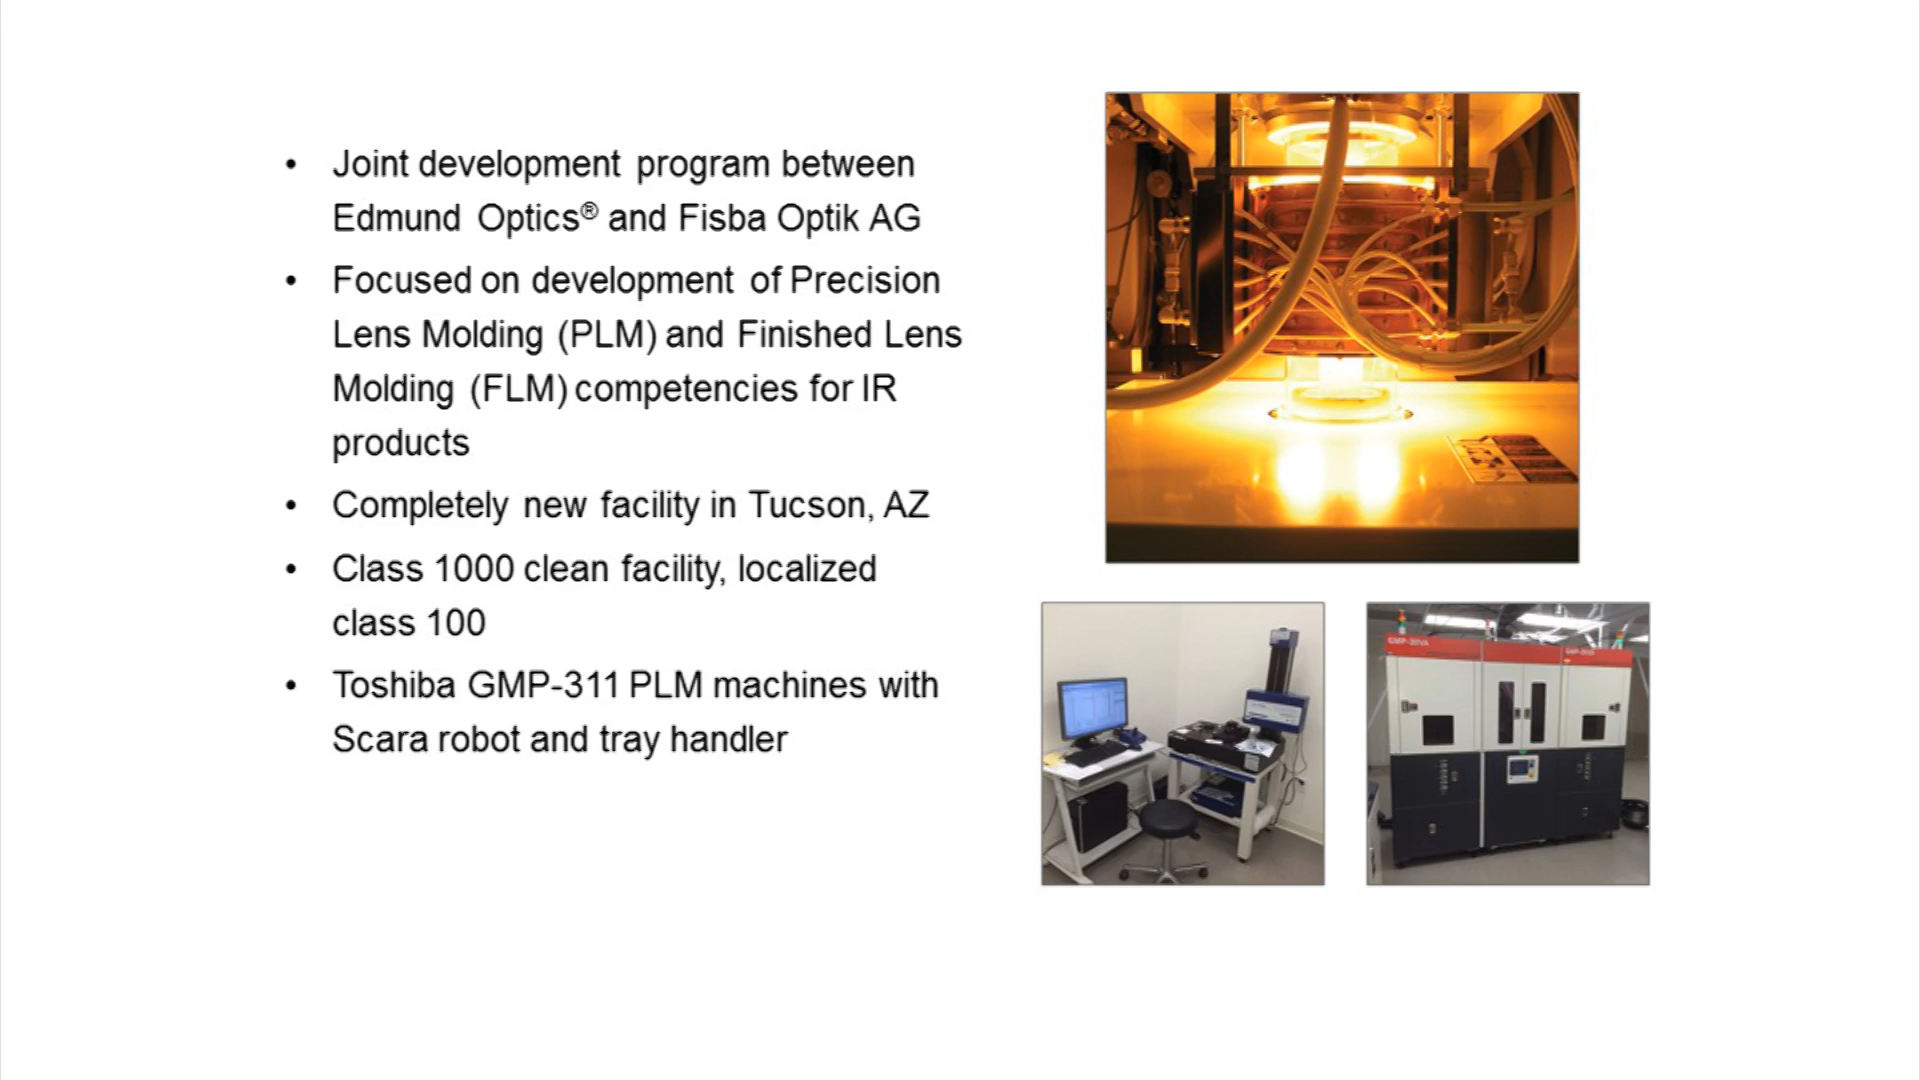 • Joint development program between
Edmund Optics® and Fisba Optik AG
• Focused on development of Precision
Lens Molding (PLM) and Finished Lens
Molding (FLM) competencies for IR
products
• Completely new facility in Tucson, AZ
• Class 1000 clean facility, localized
class 100
• Toshiba GMP-311 PLM machines with
Scara robot and tray handler